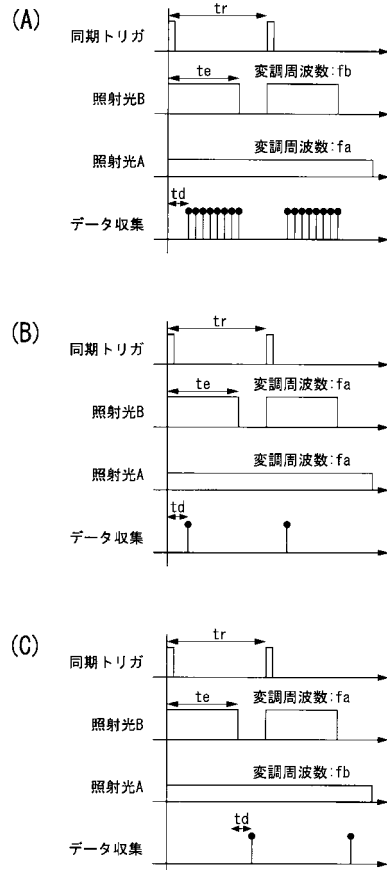 (A)
tr
同期トリガ
te
変調周波数:fb
照射光B
変調周波数:fa
照射光A
td
データ収集
(B)
tr
同期トリガ
te
変調周波数:fa
照射光B
変調周波数:fa
照射光A
td
データ収集
(C)
tr
同期トリガ
te
変調周波数:fa
照射光B
変調周波数:fb
照射光A
td
データ収集